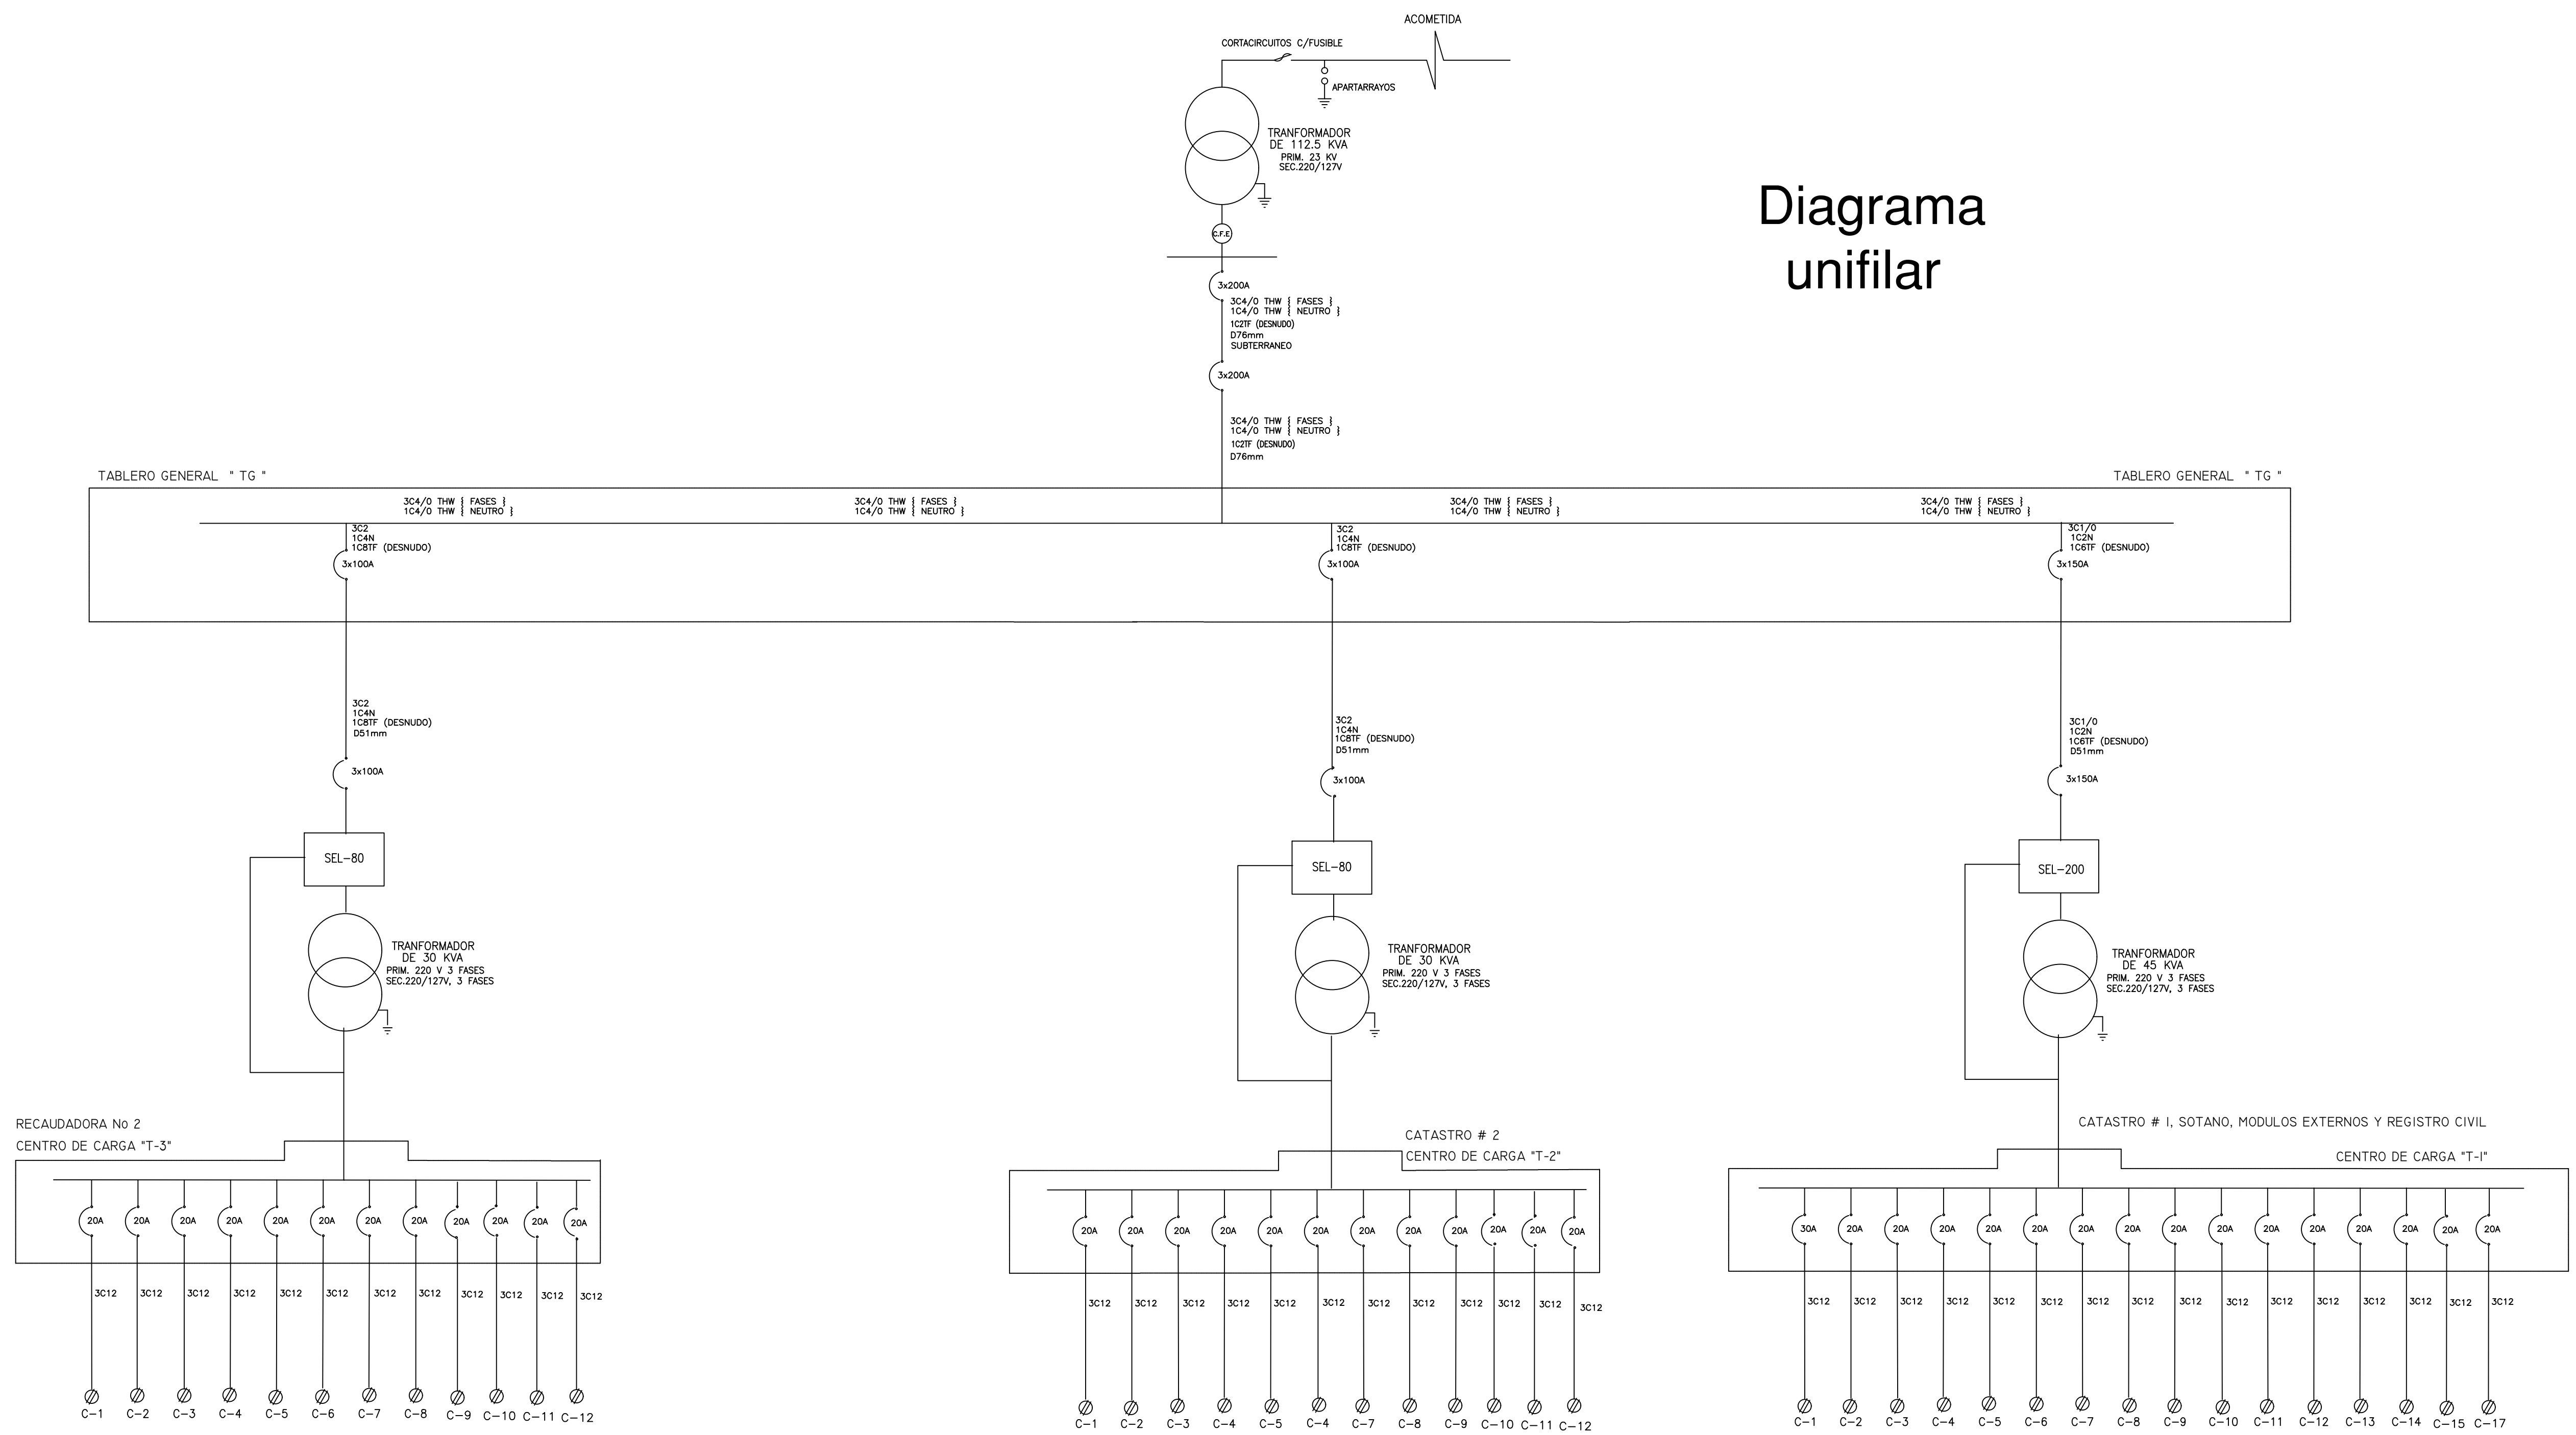 ACOMETIDA
CORTACIRCUITOS C/FUSIBLE
APARTARRAYOS
TRANFORMADOR
DE 112.5 KVA
PRIM. 23 KV
SEC.220/127V
Diagrama
unifilar
C.F.E
3x200A
3C4/0 THW { FASES }
1C4/0 THW { NEUTRO }
1C2TF (DESNUDO)
D76mm
SUBTERRANEO
3x200A
3C4/0 THW { FASES }
1C4/0 THW { NEUTRO }
1C2TF (DESNUDO)
D76mm
TABLERO GENERAL " TG "
TABLERO GENERAL " TG "
3C4/0 THW { FASES }
1C4/0 THW { NEUTRO }
3C4/0 THW { FASES }
1C4/0 THW { NEUTRO }
3C4/0 THW { FASES }
1C4/0 THW { NEUTRO }
3C4/0 THW { FASES }
1C4/0 THW { NEUTRO }
3C2
1C4N
1C8TF (DESNUDO)
3x100A
3C2
1C4N
1C8TF (DESNUDO)
3x100A
3C1/0
1C2N
1C6TF (DESNUDO)
3x150A
3C2
1C4N
1C8TF (DESNUDO)
D51mm
3x100A
3C2
1C4N
1C8TF (DESNUDO)
D51mm
3x100A
3C1/0
1C2N
1C6TF (DESNUDO)
D51mm
3x150A
SEL-80
SEL-80
SEL-200
TRANFORMADOR
DE 30 KVA
PRIM. 220 V 3 FASES
SEC.220/127V, 3 FASES
TRANFORMADOR
DE 30 KVA
PRIM. 220 V 3 FASES
SEC.220/127V, 3 FASES
TRANFORMADOR
DE 45 KVA
PRIM. 220 V 3 FASES
SEC.220/127V, 3 FASES
RECAUDADORA No 2
CENTRO DE CARGA "T-3"
20A 20A 20A 20A 20A 20A 20A 20A 20A 20A 20A 20A
3C12 3C12 3C12 3C12 3C12 3C12 3C12 3C12 3C12 3C12 3C12 3C12
C-1 C-2 C-3 C-4 C-5 C-6 C-7 C-8 C-9 C-10 C-11 C-12
CATASTRO # 2
CENTRO DE CARGA "T-2"
20A 20A 20A 20A 20A 20A 20A 20A 20A 20A 20A 20A
3C12 3C12 3C12 3C12 3C12 3C12 3C12 3C12 3C12 3C12 3C12 3C12
C-1 C-2 C-3 C-4 C-5 C-4 C-7 C-8 C-9 C-10 C-11 C-12
CATASTRO # I, SOTANO, MODULOS EXTERNOS Y REGISTRO CIVIL
CENTRO DE CARGA "T-I"
30A 20A 20A 20A 20A 20A 20A 20A 20A 20A 20A 20A 20A 20A 20A 20A
3C12 3C12 3C12 3C12 3C12 3C12 3C12 3C12 3C12 3C12 3C12 3C12 3C12 3C12 3C12 3C12
C-1 C-2 C-3 C-4 C-5 C-6 C-7 C-8 C-9 C-10 C-11 C-12 C-13 C-14 C-15 C-17